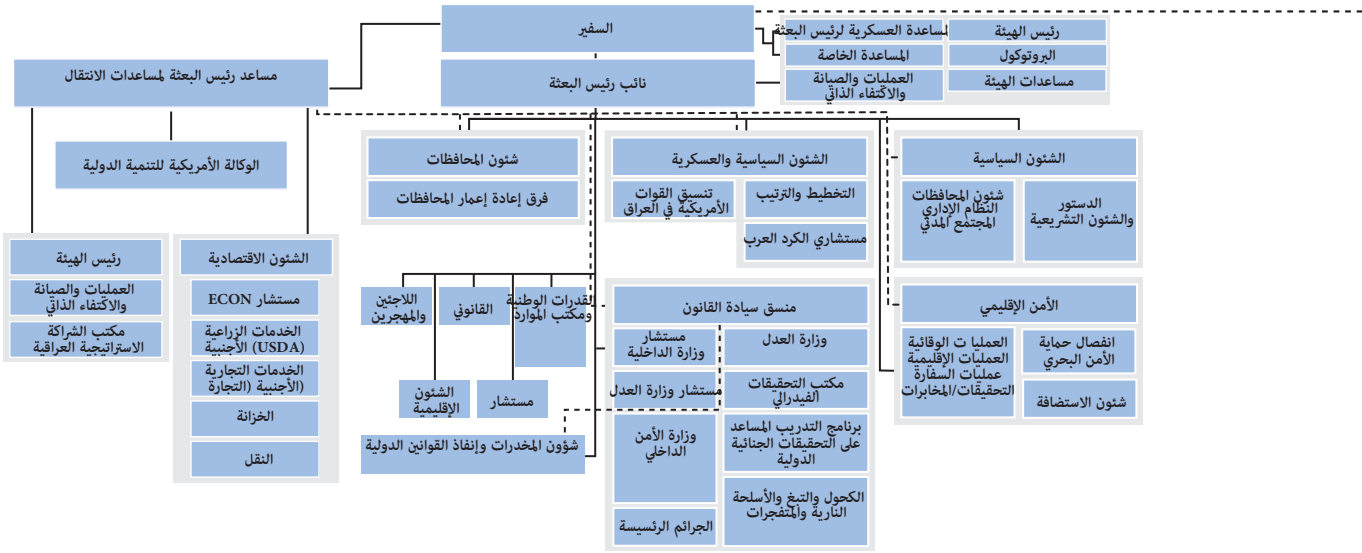 السفير
نائب رئيس البعثة
مساعد رئيس البعثة لمساعدات الانتقال
رئيس الهيئة
مساعدة العسكرية لرئيس البعثة
البروتوكول
المساعدة الخاصة
مساعدات الهيئة
العمليات والصيانة
والاكتفاء الذاتي
الشئون السياسية
الدستور
والشئون التشريعية
شئون المحافظات
النظام الإداري
المجتمع المدني
الشئون السياسية والعسكرية
التخطيط والترتيب
تنسيق القوات
الأمريكية في العراق
مستشاري الكرد العرب
شئون المحافظات
فرق إعادة إعمار المحافظات
الوكالة الأمريكية للتنمية الدولية
الشئون الاقتصادية
مستشار ECON
الخدمات الزراعية
الأجنبية (USDA)
الخدمات التجارية
الأجنبية (التجارة)
الخزانة
النقل
رئيس الهيئة
العمليات والصيانة
والاكتفاء الذاتي
مكتب الشراكة
الاستراتيجية العراقية
الأمن الإقليمي
انفصال حماية
الأمن البحري
شئون الاستضافة
العمليا ت الوقائية
العمليات الإقليمية
عمليات السفارة
التحقيقات/المخابرات
منسق سيادة القانون
وزارة العدل
مستشار
وزارة الداخلية
مكتب التحقيقات
الفيدرالي
مستشار وزارة العدل
برنامج التدريب المساعد
على التحقيقات الجنائية
الدولية
وزارة الأمن
الداخلي
الكحول والتبغ والأسلحة
النارية والمتفجرات
الجرائم الرئيسية
القدرات الوطنية
ومكتب الموارد
القانوني
اللاجئين
والمهجرين
مستشار
الشئون
الإقليمية
شؤون المخدرات وإنفاذ القوانين الدولية